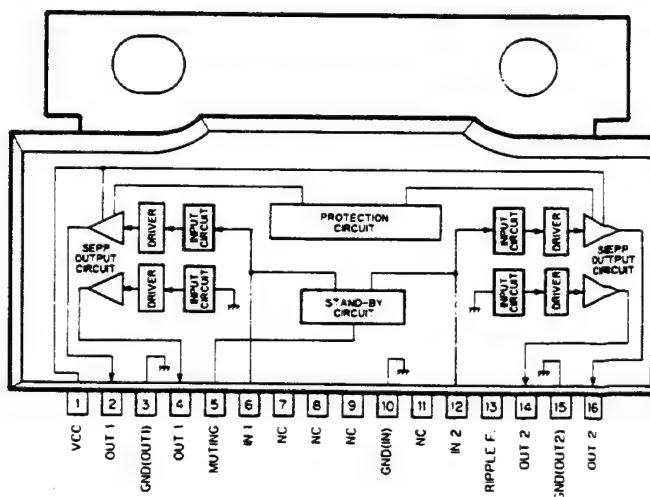 PROTECTION
CIRCUIT
SEPP
OUTPUT
CIRCUIT
DRIVER
INPUT
CIRCUIT
DRIVER
INPUT
CIRCUIT
STAND-BY
CIRCUIT
INPUT
CIRCUIT
DRIVER
INPUT
CIRCUIT
DRIVER
SEPP
OUTPUT
CIRCUIT
1 2 3 4 5 6 7 8 9 10 11 12 13 14 15 16
VCC
OUT 1
GND(OUT1)
OUT 1
MUTING
IN 1
NC
NC
NC
GND(IN)
NC
IN 2
RIPPLE F.
OUT 2
GND(OUT2)
OUT 2